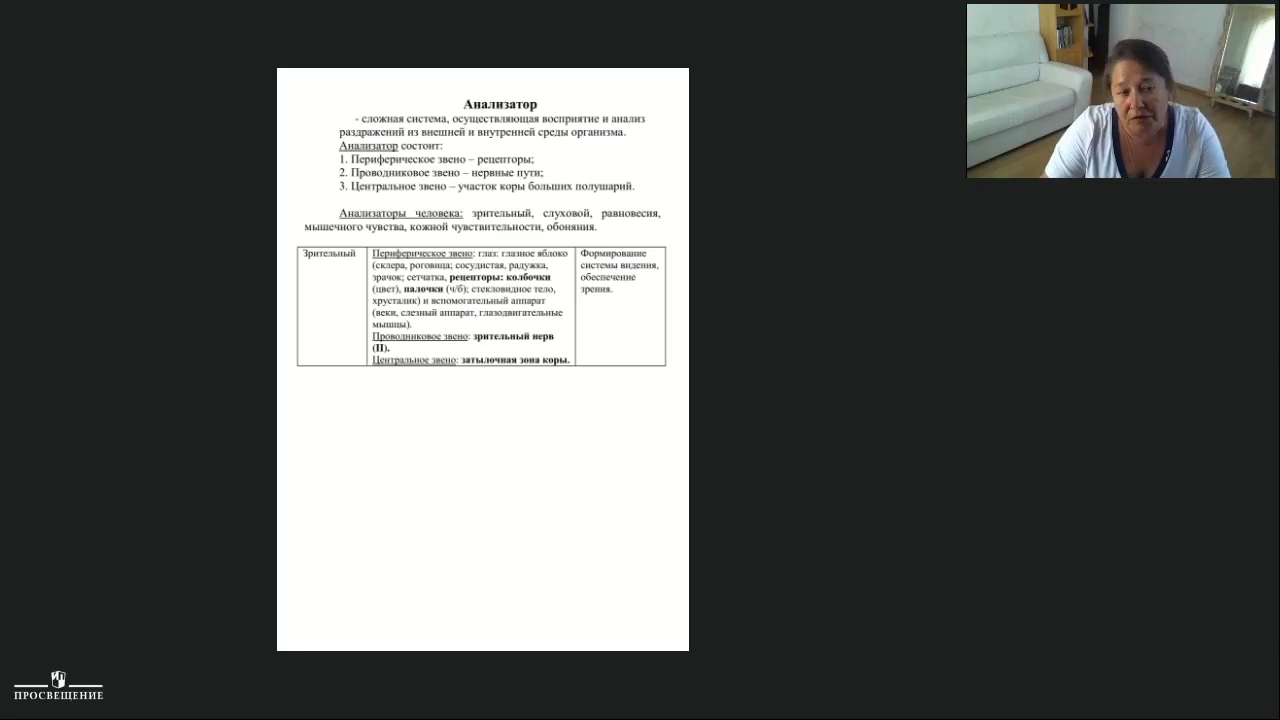 Анализатор
- сложная система, осуществляющая восприятие и анализ
раздражений из внешней и внутренней среды организма.
Анализатор состоит:
1. Периферическое звено – рецепторы;
2. Проводниковое звено – нервные пути;
3. Центральное звено – участок коры больших полушарий.
Анализаторы человека: зрительный, слуховой, равновесия,
мышечного чувства, кожной чувствительности, обоняния.
Зрительный
Периферическое звено: глаз: глазное яблоко
(склера, роговица; сосудистая, радужка,
зрачок; сетчатка, рецепторы: колбочки
(цвет), палочки (ч/б); стекловидное тело,
хрусталик) и вспомогательный аппарат
(веки, слезный аппарат, глазодвигательные
мышцы).
Проводниковое звено: зрительный нерв
(II).
Центральное звено: затылочная зона коры.
Формирование
системы видения,
обеспечение
зрения.
ПРОСВЕЩЕНИЕ